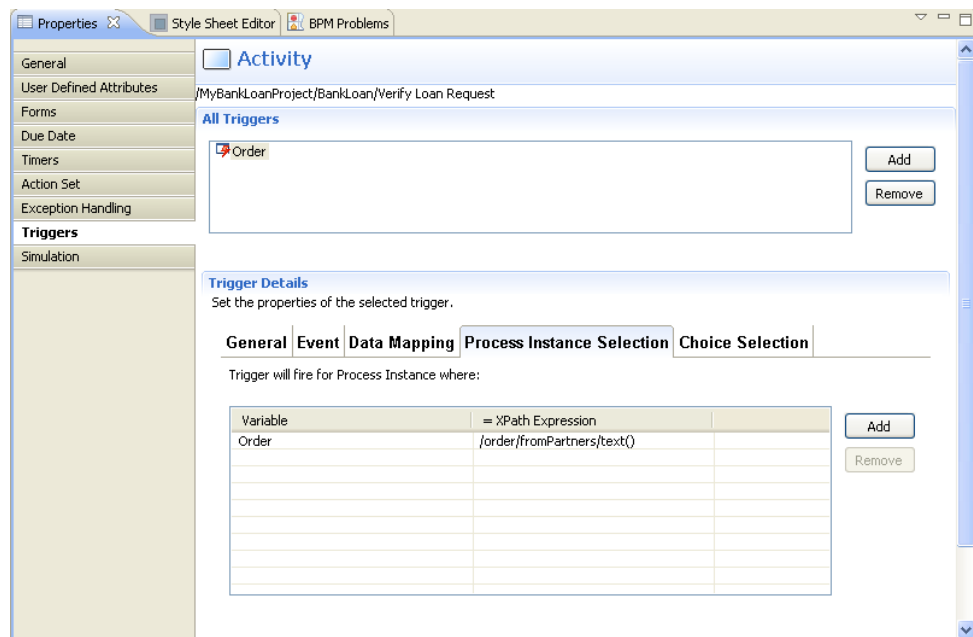 Properties Style Sheet Editor BPM Problems
General
User Defined Attributes
Forms
Due Date
Timers
Action Set
Exception Handling
Triggers
Simulation
Activity
/MyBankLoanProject/BankLoan/Verify Loan Request
All Triggers
Order
Add
Remove
Trigger Details
Set the properties of the selected trigger.
General Event Data Mapping Process Instance Selection Choice Selection
Trigger will fire for Process Instance where:
Variable = XPath Expression
Order /order/fromPartners/text()
Add
Remove